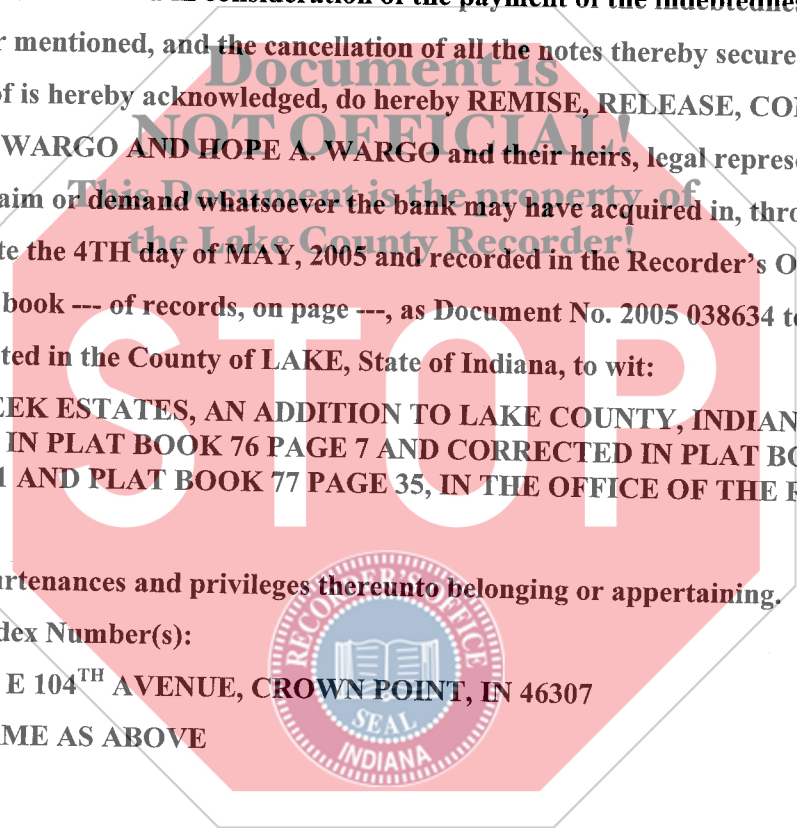 in consideration of the payment of the indebtednes
r mentioned, and the cancellation of all the notes thereby secure
Document is
of is hereby acknowledged, do hereby REMISE, RELEASE, CO
NOT OFFICIAL!
WARGO AND HOPE A. WARGO and their heirs, legal represe
This Document is the property of
aim or demand whatsoever the bank may have acquired in, thro
the Lake County Recorder!
te the 4TH day of MAY, 2005 and recorded in the Recorder's O
book --- of records, on page ---, as Document No. 2005 038634 t
ted in the County of LAKE, State of Indiana, to wit:
STOP
EEK ESTATES, AN ADDITION TO LAKE COUNTY, INDIAN
IN PLAT BOOK 76 PAGE 7 AND CORRECTED IN PLAT BO
1 AND PLAT BOOK 77 PAGE 35, IN THE OFFICE OF THE R
urtenances and privileges thereunto belonging or appertaining.
dex Number(s):
E 104TH AVENUE, CROWN POINT, IN 46307
ME AS ABOVE
RECORDER'S OFFICE
SEAL
INDIANA